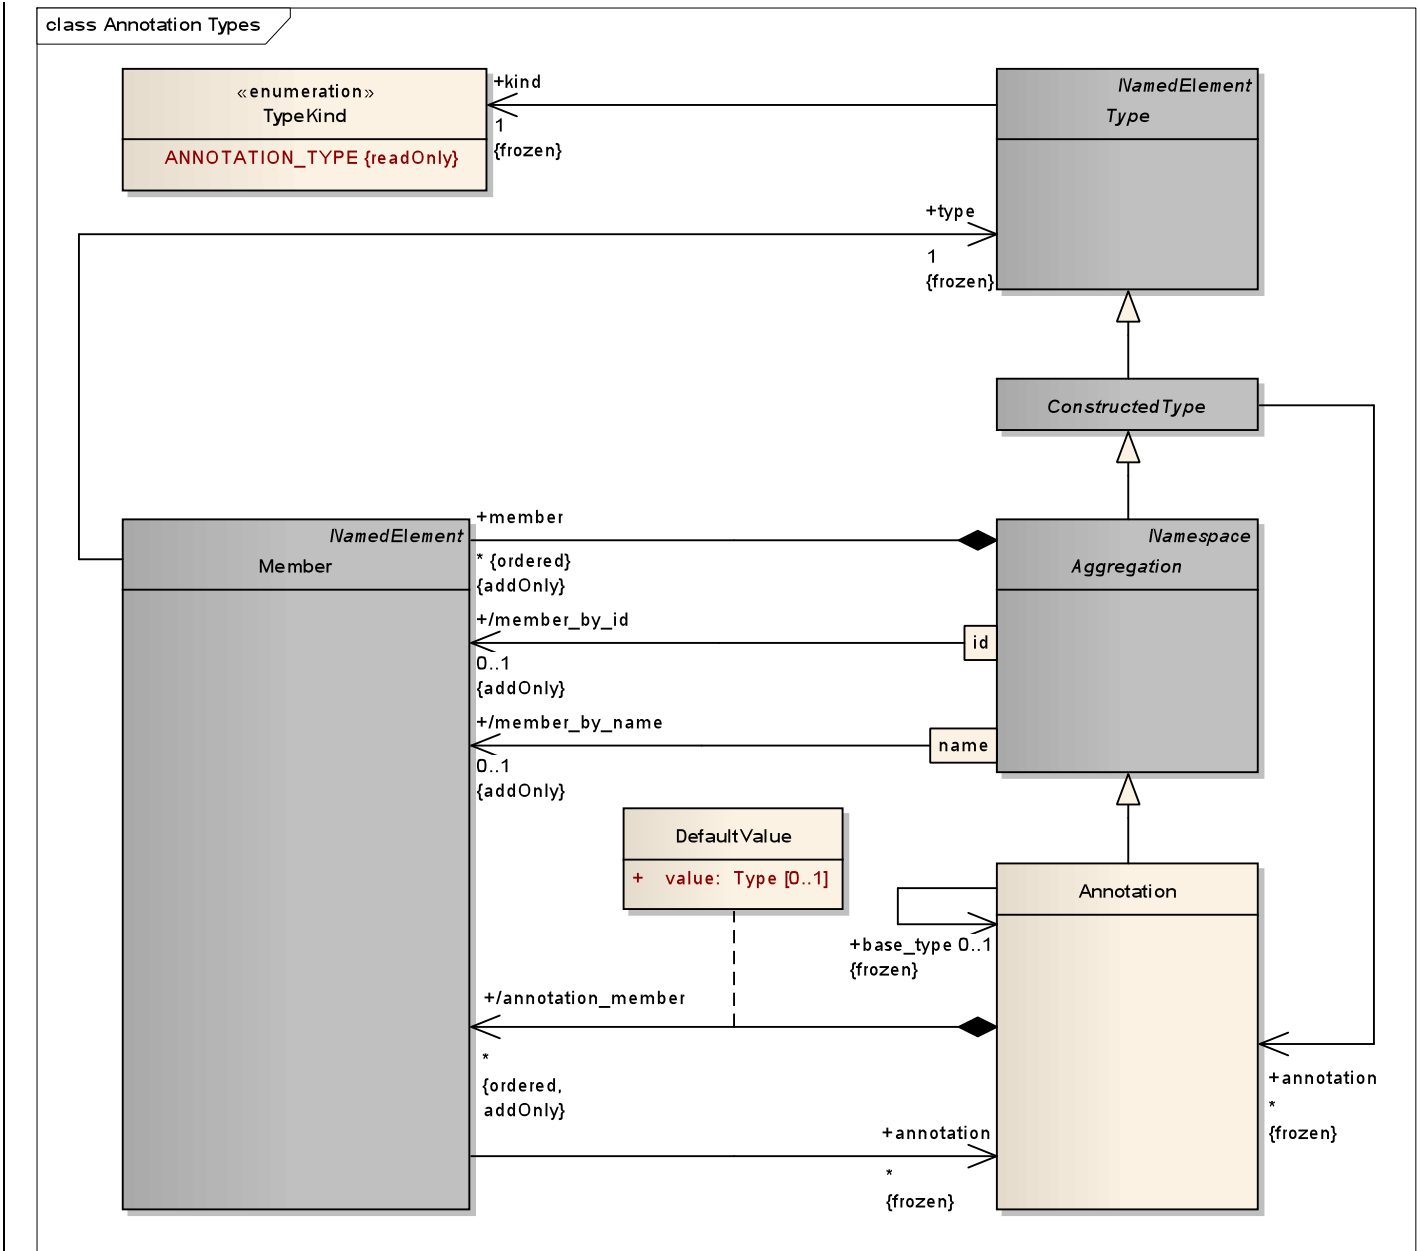 class Annotation Types
«enumeration»
TypeKind
ANNOTATION_TYPE {readOnly}
+kind
1
{frozen}
NamedElement
Type
+type
1
{frozen}
ConstructedType
NamedElement
Member
+member
* {ordered}
{addOnly}
Namespace
Aggregation
+/member_by_id
0..1
{addOnly}
id
+/member_by_name
0..1
{addOnly}
name
DefaultValue
+ value: Type [0..1]
Annotation
+base_type 0..1
{frozen}
+/annotation_member
*
{ordered,
addOnly}
+annotation
*
{frozen}
+annotation
*
{frozen}